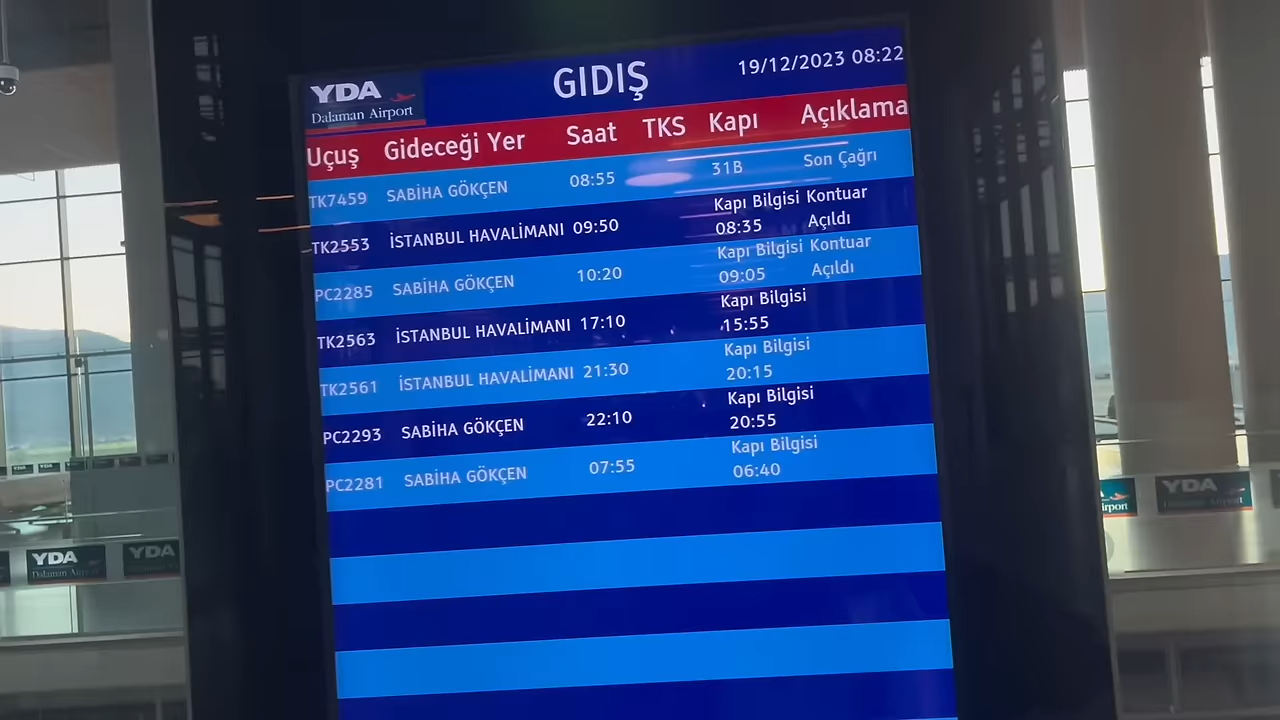 YDA
Dalaman Airport
GIDIŞ
19/12/2023 08:22
Uçuş Gideceği Yer Saat TKS Kapı Açıklama
TK7459 SABİHA GÖKÇEN 08:55 31B Son Çağrı
TK2553 İSTANBUL HAVALİMANI 09:50 Kapı Bilgisi 08:35 Kontuar Açıldı
PC2285 SABİHA GÖKÇEN 10:20 Kapı Bilgisi 09:05 Kontuar Açıldı
TK2563 İSTANBUL HAVALİMANI 17:10 Kapı Bilgisi 15:55
TK2561 İSTANBUL HAVALİMANI 21:30 Kapı Bilgisi 20:15
PC2293 SABİHA GÖKÇEN 22:10 Kapı Bilgisi 20:55
PC2281 SABİHA GÖKÇEN 07:55 Kapı Bilgisi 06:40
YDA
Dalaman Airport
YDA
irport
YDA
Dalaman Airport